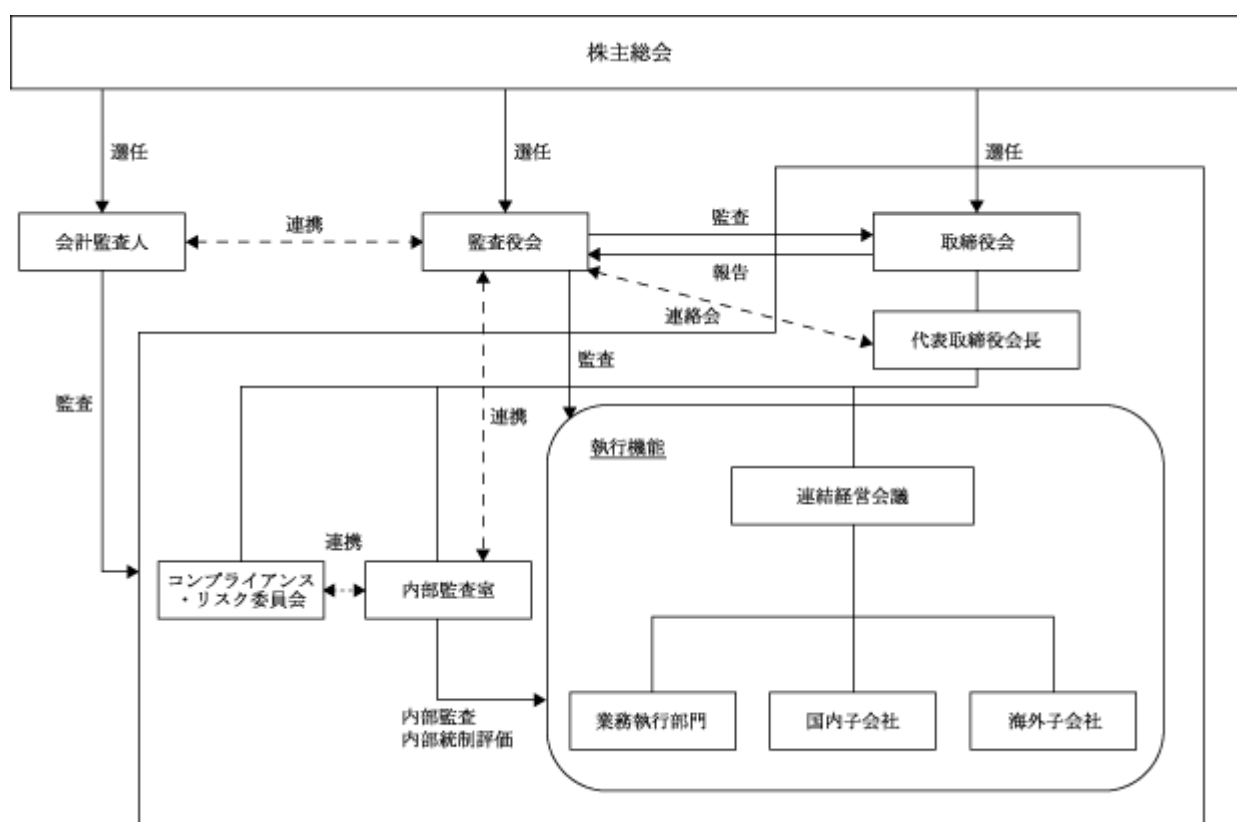 株主総会
選任
選任
選任
会計監査人
連携
監査役会
監査
取締役会
報告
連絡会
代表取締役会長
監査
監査
連携
執行機能
連結経営会議
連携
コンプライアンス
・リスク委員会
内部監査室
内部監査
内部統制評価
業務執行部門
国内子会社
海外子会社